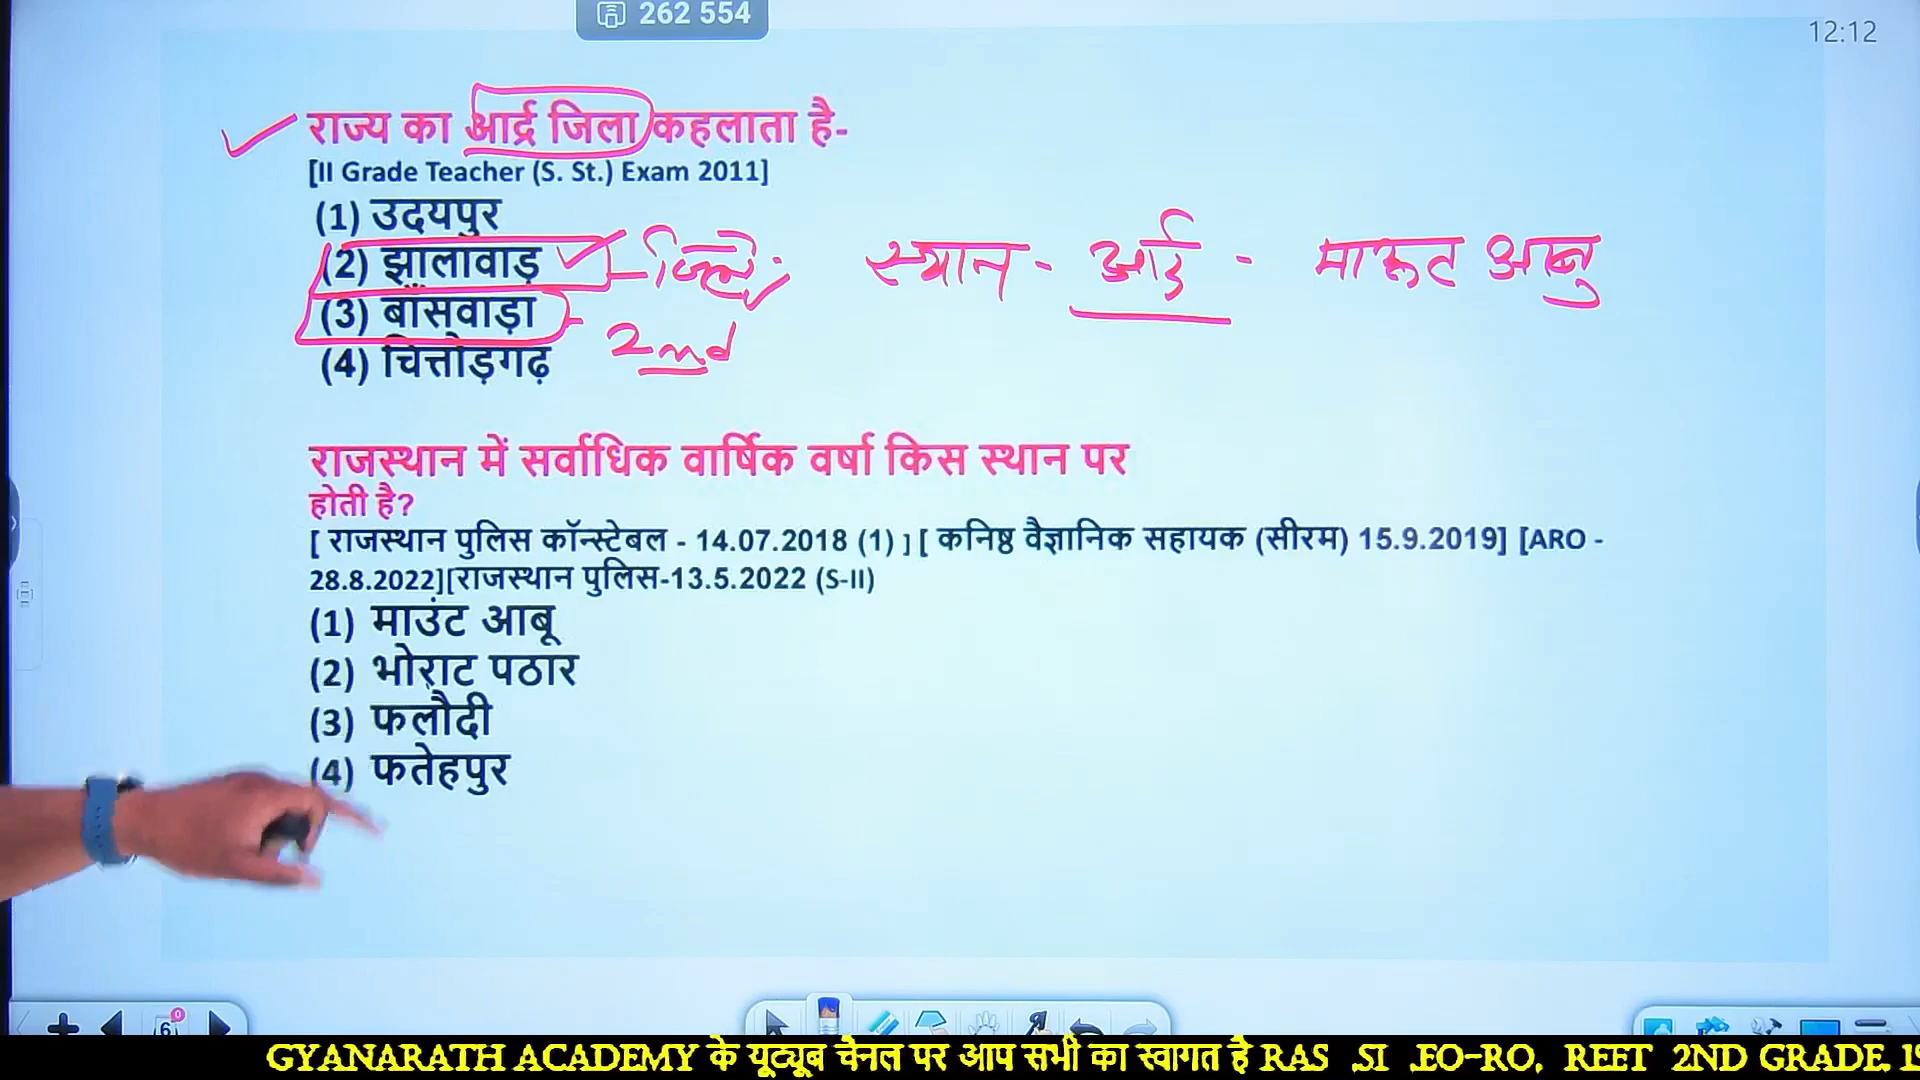 262 554
12:12
राज्य का आर्द्र जिला कहलाता है-
[II Grade Teacher (S. St.) Exam 2011]
(1) उदयपुर
(2) झालावाड़
(3) बाँसवाड़ा
(4) चित्तौड़गढ़
स्थान - आर्द्र - माऊट आबु
2nd
राजस्थान में सर्वाधिक वार्षिक वर्षा किस स्थान पर
होती है?
[ राजस्थान पुलिस कॉन्स्टेबल - 14.07.2018 (1) ] [ कनिष्ठ वैज्ञानिक सहायक (सीरम) 15.9.2019] [ARO -
28.8.2022][राजस्थान पुलिस-13.5.2022 (S-II)
(1) माउंट आबू
(2) भोराट पठार
(3) फलौदी
(4) फतेहपुर
6
0
GYANARATH ACADEMY के यूट्यूब चैनल पर आप सभी का स्वागत है RAS .SI .EO-RO. REET 2ND GRADE.